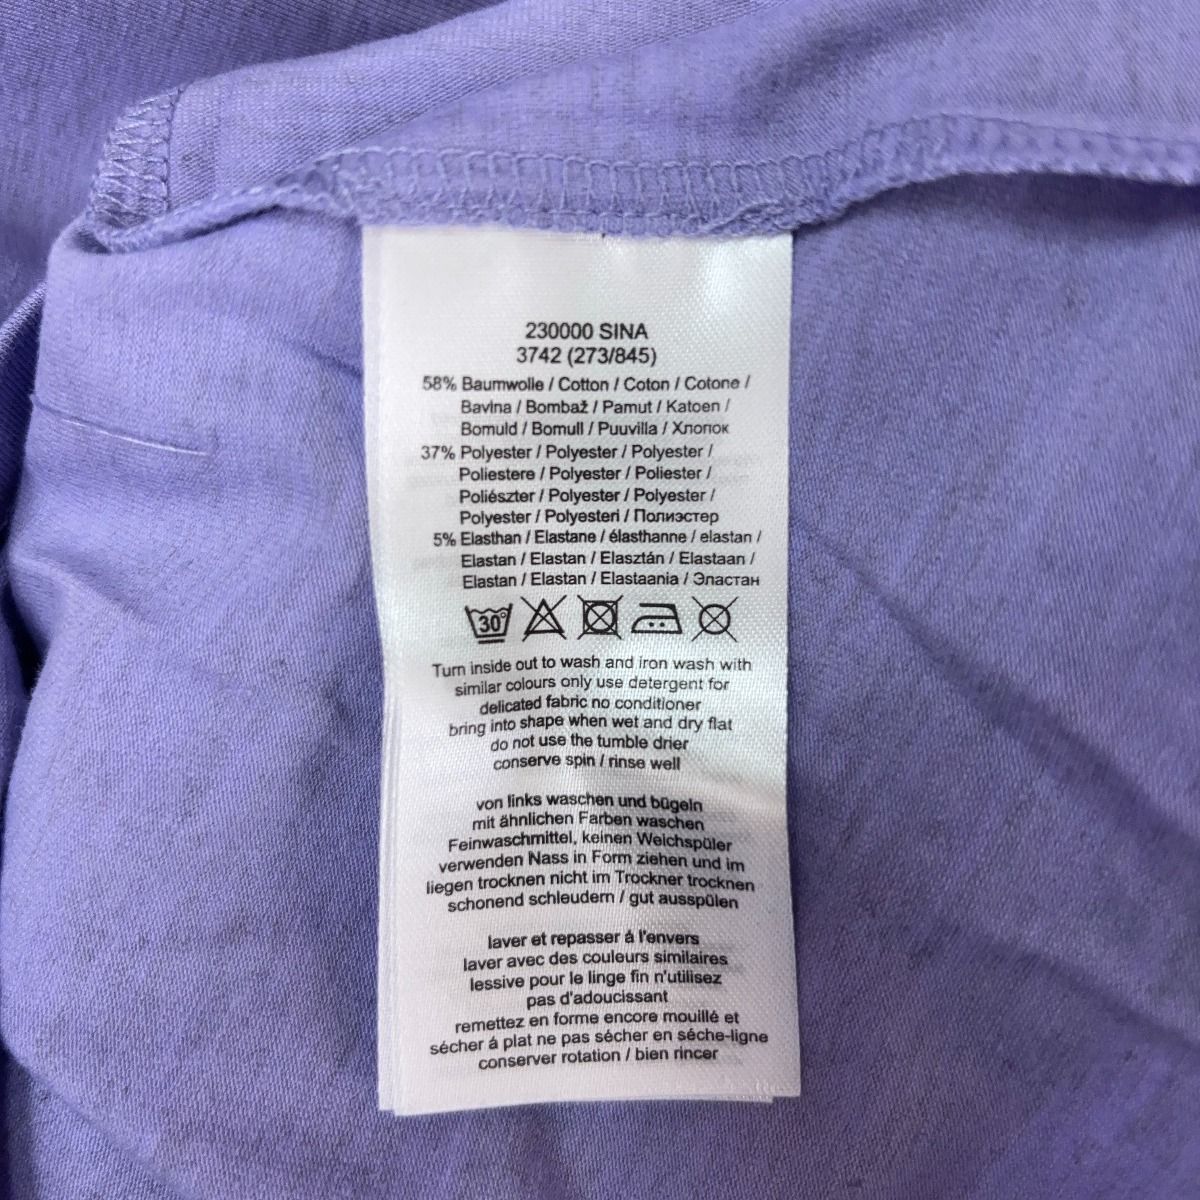 230000 SINA
3742 (273/845)
58% Baumwolle / Cotton / Coton / Cotone /
Bavlna / Bombaž / Pamut / Katoen /
Bomuld / Bomull / Puuvilla / Хлопок
37% Polyester / Polyester / Polyester /
Poliestere / Polyester / Poliester /
Poliészter / Polyester / Polyester /
Polyester / Polyesteri / Полиэстер
5% Elasthan / Elastane / élasthanne / elastan /
Elastan / Elastan / Elasztán / Elastaan /
Elastan / Elastan / Elastaania / Эластан
30°
Turn inside out to wash and iron wash with
similar colours only use detergent for
delicated fabric no conditioner
bring into shape when wet and dry flat
do not use the tumble drier
conserve spin / rinse well
von links waschen und bügeln
mit ähnlichen Farben waschen
Feinwaschmittel, keinen Weichspüler
verwenden Nass in Form ziehen und im
liegen trocknen nicht im Trockner trocknen
schonend schleudern / gut ausspülen
laver et repasser á l'envers
laver avec des couleurs similaires
lessive pour le linge fin n'utilisez
pas d'adoucissant
remettez en forme encore mouillé et
sécher á plat ne pas sécher en séche-ligne
conserver rotation / bien rincer